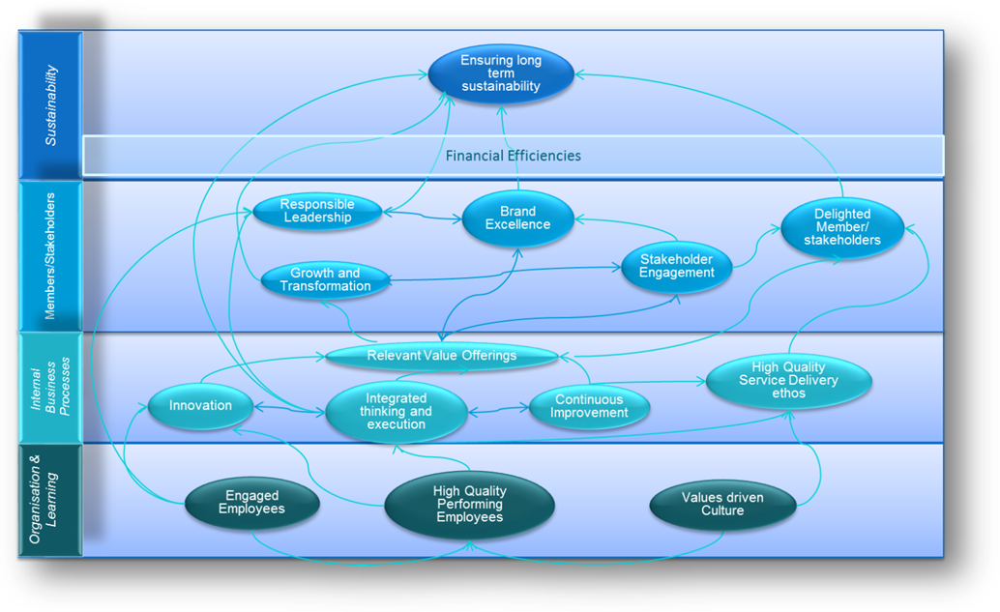 Sustainability
Ensuring long
term
sustainability
Financial Efficiencies
Members/Stakeholders
Responsible
Leadership
Brand
Excellence
Delighted
Member/
stakeholders
Growth and
Transformation
Stakeholder
Engagement
Internal
Business
Processes
Relevant Value Offerings
Innovation
Integrated
thinking and
execution
Continuous
Improvement
High Quality
Service Delivery
ethos
Organisation &
Learning
Engaged
Employees
High Quality
Performing
Employees
Values driven
Culture